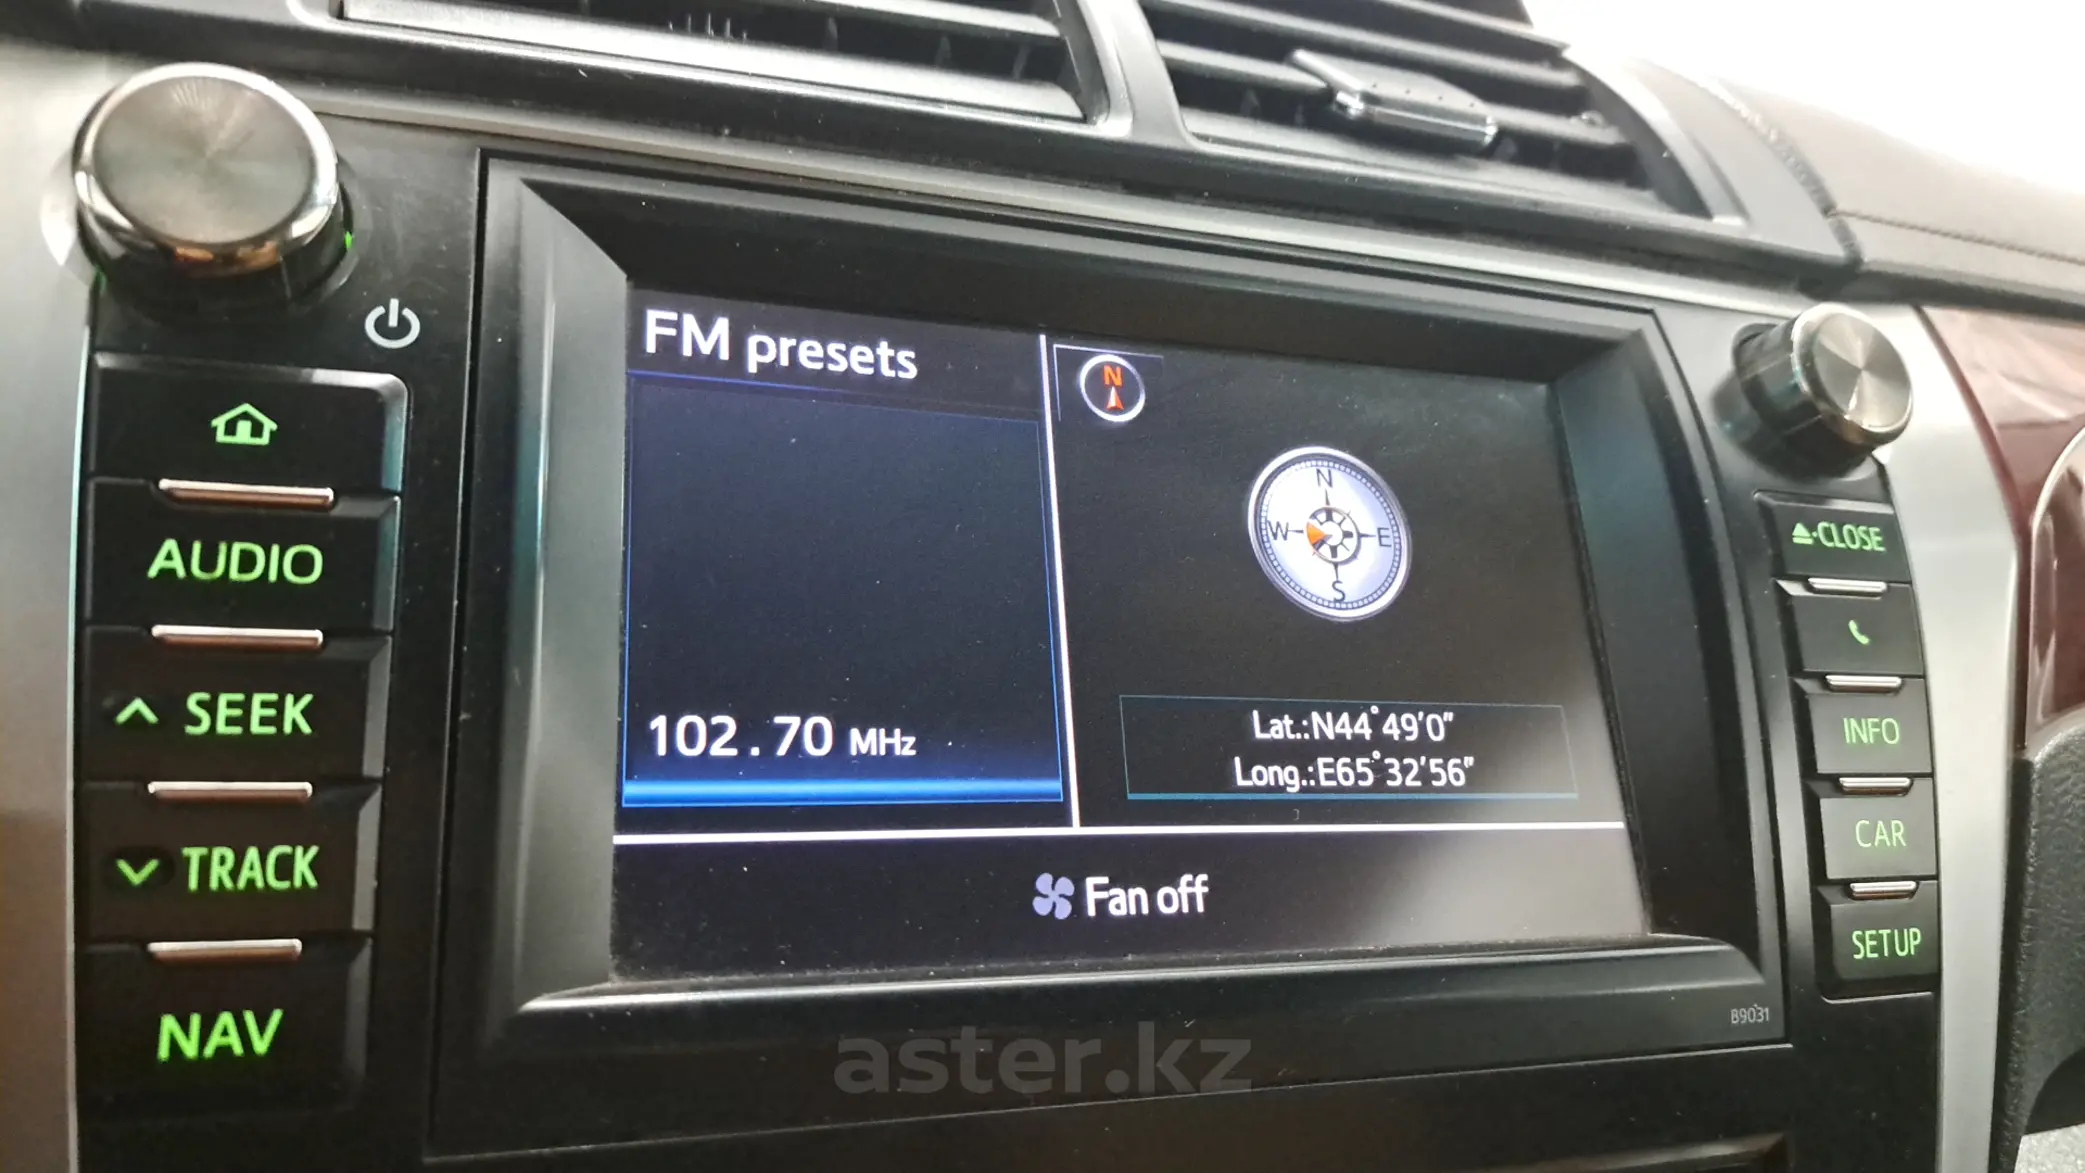 AUDIO
SEEK
TRACK
NAV
FM presets
102.70 MHz
N
N
W E
S
Lat.:N44°49'0"
Long.:E65°32'56"
Fan off
CLOSE
INFO
CAR
SETUP
B9031
aster.kz